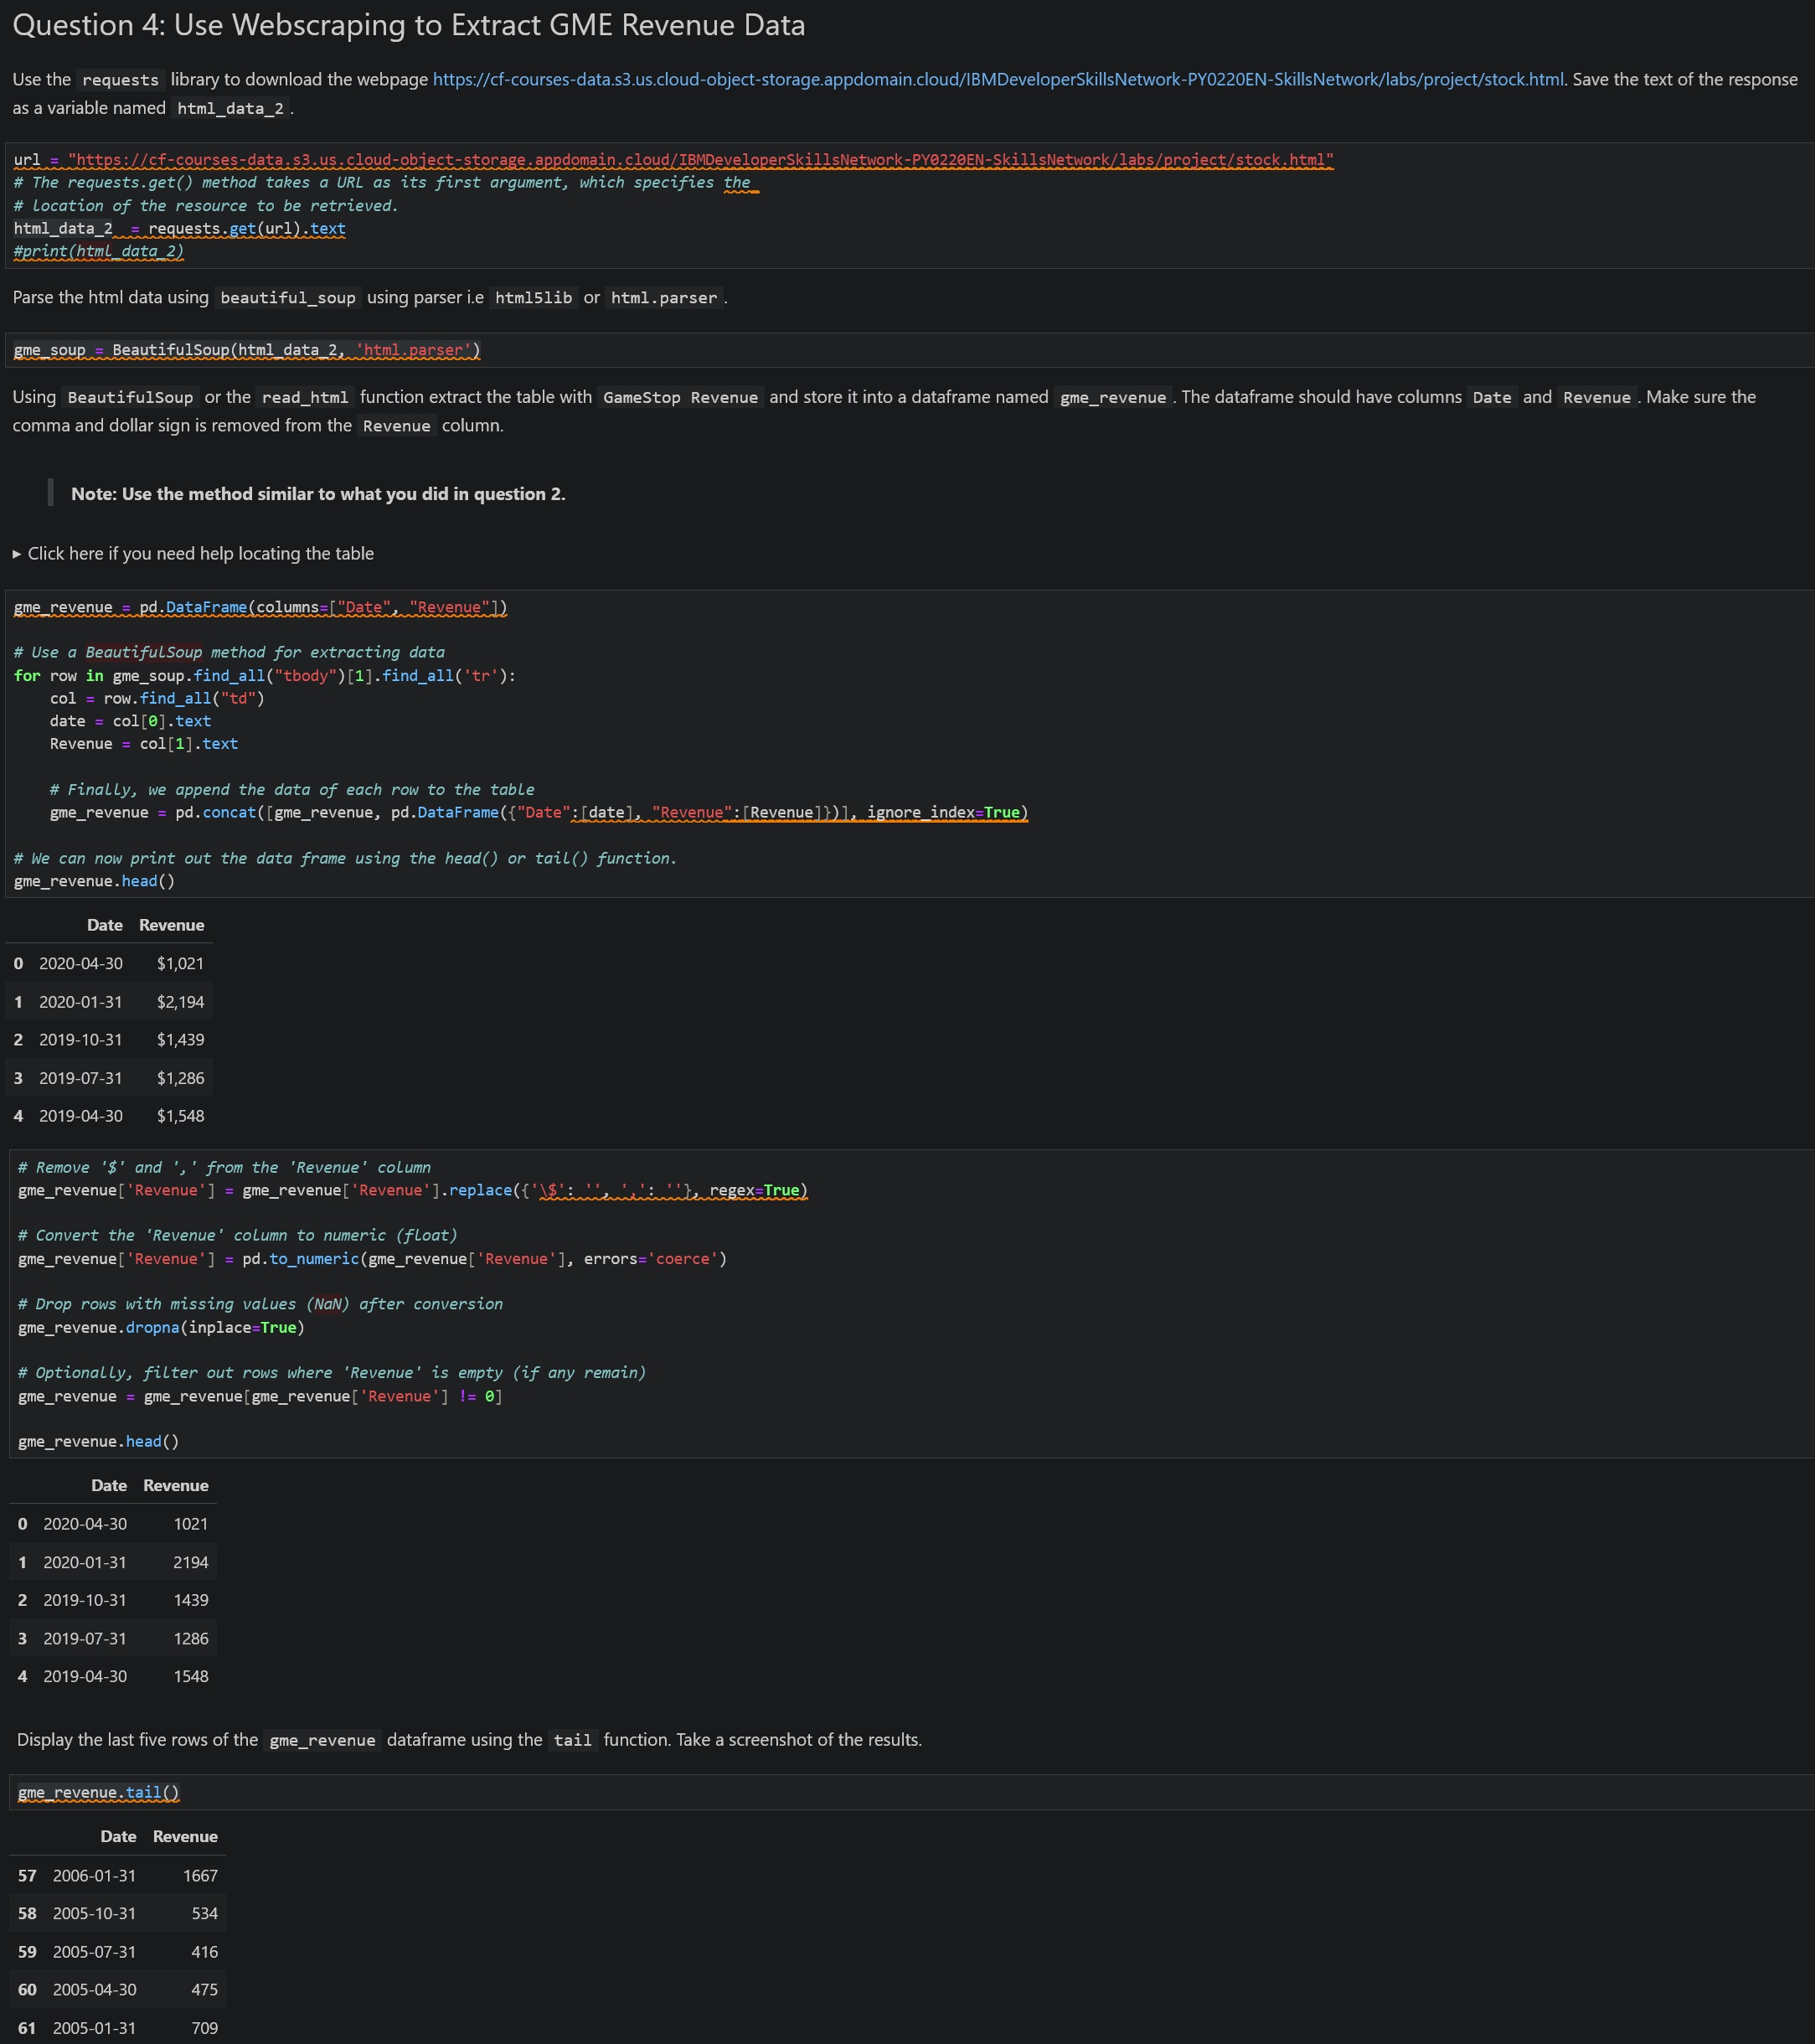 Question 4: Use Webscraping to Extract GME Revenue Data
Use the requests library to download the webpage https://cf-courses-data.s3.us.cloud-object-storage.appdomain.cloud/IBMDeveloperSkillsNetwork-PY0220EN-SkillsNetwork/labs/project/stock.html. Save the text of the response
as a variable named html_data_2.
url = "https://cf-courses-data.s3.us.cloud-object-storage.appdomain.cloud/IBMDeveloperSkillsNetwork-PY0220EN-SkillsNetwork/labs/project/stock.html"
# The requests.get() method takes a URL as its first argument, which specifies the
# location of the resource to be retrieved.
html_data_2  = requests.get(url).text
#print(html_data_2)
Parse the html data using beautiful_soup using parser i.e html5lib or html.parser.
gme_soup = BeautifulSoup(html_data_2, 'html.parser')
Using BeautifulSoup or the read_html function extract the table with GameStop Revenue and store it into a dataframe named gme_revenue. The dataframe should have columns Date and Revenue. Make sure the
comma and dollar sign is removed from the Revenue column.
Note: Use the method similar to what you did in question 2.
▸ Click here if you need help locating the table
gme_revenue = pd.DataFrame(columns=["Date", "Revenue"])
# Use a BeautifulSoup method for extracting data
for row in gme_soup.find_all("tbody")[1].find_all('tr'):
    col = row.find_all("td")
    date = col[0].text
    Revenue = col[1].text
    # Finally, we append the data of each row to the table
    gme_revenue = pd.concat([gme_revenue, pd.DataFrame({"Date":[date], "Revenue":[Revenue]})], ignore_index=True)
# We can now print out the data frame using the head() or tail() function.
gme_revenue.head()
Date Revenue
0 2020-04-30 $1,021
1 2020-01-31 $2,194
2 2019-10-31 $1,439
3 2019-07-31 $1,286
4 2019-04-30 $1,548
# Remove '$' and ',' from the 'Revenue' column
gme_revenue['Revenue'] = gme_revenue['Revenue'].replace({'\$': '', ',': ''}, regex=True)
# Convert the 'Revenue' column to numeric (float)
gme_revenue['Revenue'] = pd.to_numeric(gme_revenue['Revenue'], errors='coerce')
# Drop rows with missing values (NaN) after conversion
gme_revenue.dropna(inplace=True)
# Optionally, filter out rows where 'Revenue' is empty (if any remain)
gme_revenue = gme_revenue[gme_revenue['Revenue'] != 0]
gme_revenue.head()
Date Revenue
0 2020-04-30 1021
1 2020-01-31 2194
2 2019-10-31 1439
3 2019-07-31 1286
4 2019-04-30 1548
Display the last five rows of the gme_revenue dataframe using the tail function. Take a screenshot of the results.
gme_revenue.tail()
Date Revenue
57 2006-01-31 1667
58 2005-10-31 534
59 2005-07-31 416
60 2005-04-30 475
61 2005-01-31 709